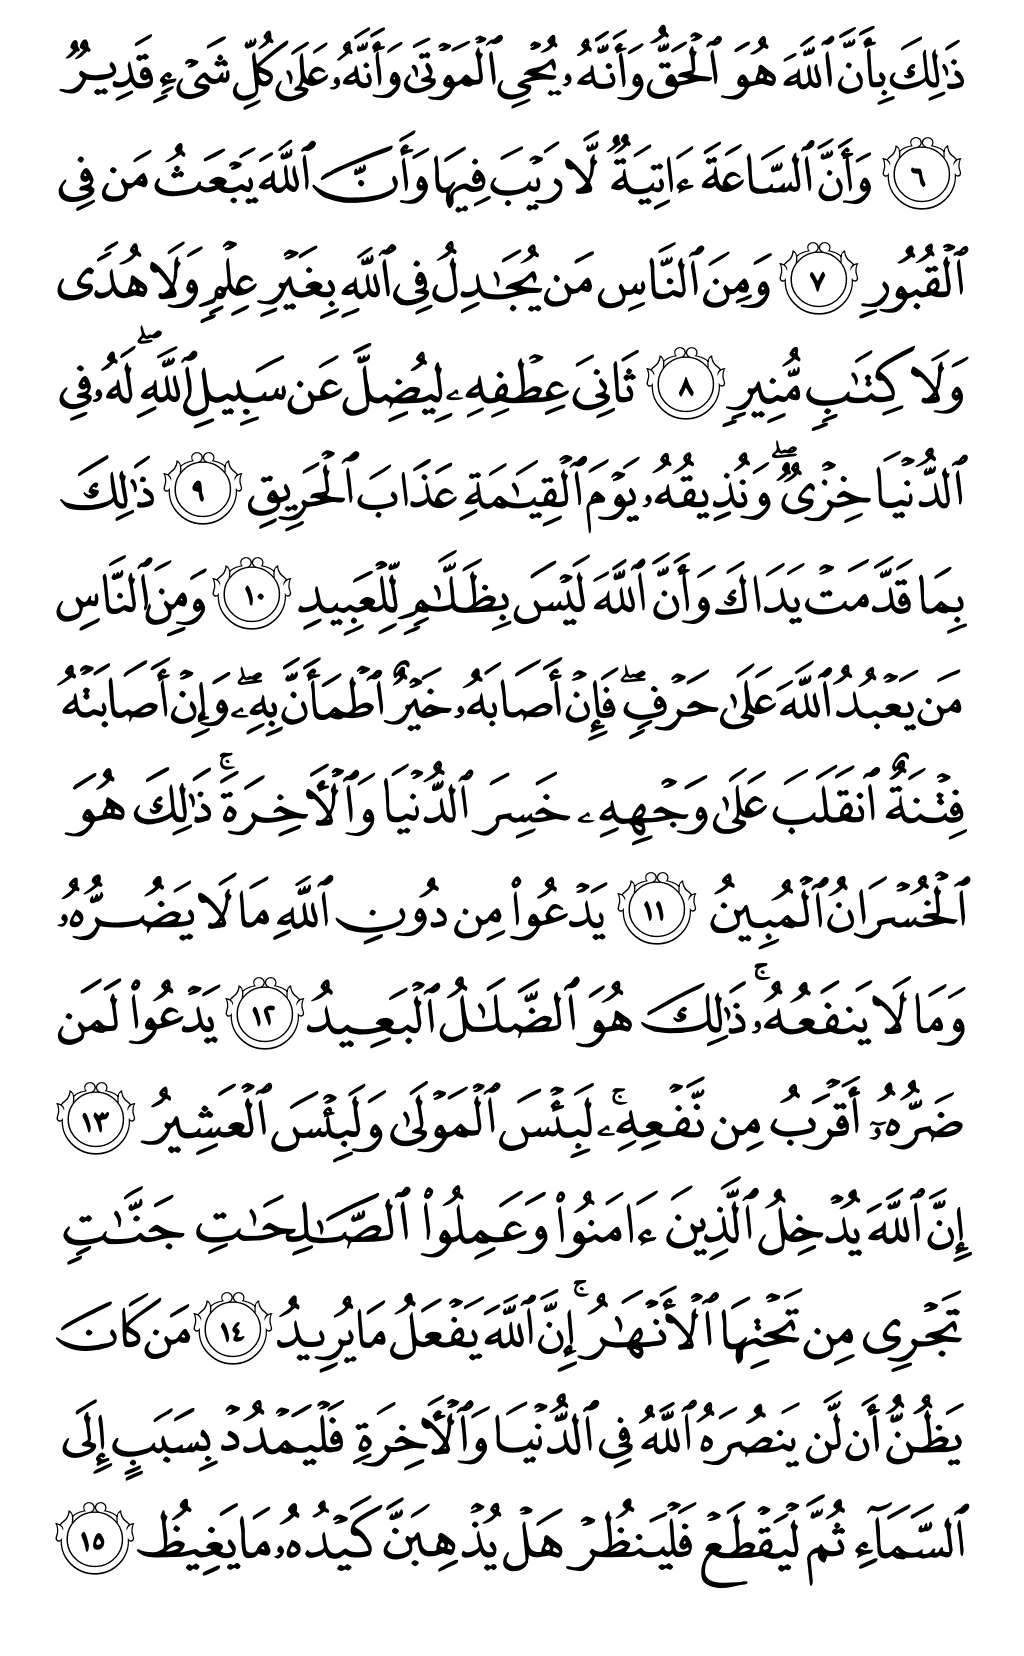 ذَٰلِكَ بِأَنَّ ٱللَّهَ هُوَ ٱلْحَقُّ وَأَنَّهُۥ يُحْىِ ٱلْمَوْتَىٰ وَأَنَّهُۥ عَلَىٰ كُلِّ شَىْءٍ قَدِيرٌ
٦ وَأَنَّ ٱلسَّاعَةَ ءَاتِيَةٌ لَّا رَيْبَ فِيهَا وَأَنَّ ٱللَّهَ يَبْعَثُ مَن فِى
ٱلْقُبُورِ ٧ وَمِنَ ٱلنَّاسِ مَن يُجَٰدِلُ فِى ٱللَّهِ بِغَيْرِ عِلْمٍ وَلَا هُدًى
وَلَا كِتَٰبٍ مُّنِيرٍ ٨ ثَانِىَ عِطْفِهِۦ لِيُضِلَّ عَن سَبِيلِ ٱللَّهِ ۖ لَهُۥ فِى
ٱلدُّنْيَا خِزْىٌ ۖ وَنُذِيقُهُۥ يَوْمَ ٱلْقِيَٰمَةِ عَذَابَ ٱلْحَرِيقِ ٩ ذَٰلِكَ
بِمَا قَدَّمَتْ يَدَاكَ وَأَنَّ ٱللَّهَ لَيْسَ بِظَلَّٰمٍ لِّلْعَبِيدِ ١٠ وَمِنَ ٱلنَّاسِ
مَن يَعْبُدُ ٱللَّهَ عَلَىٰ حَرْفٍ ۖ فَإِنْ أَصَابَهُۥ خَيْرٌ ٱطْمَأَنَّ بِهِۦ ۖ وَإِنْ أَصَابَتْهُ
فِتْنَةٌ ٱنقَلَبَ عَلَىٰ وَجْهِهِۦ خَسِرَ ٱلدُّنْيَا وَٱلْءَاخِرَةَ ۚ ذَٰلِكَ هُوَ
ٱلْخُسْرَانُ ٱلْمُبِينُ ١١ يَدْعُوا۟ مِن دُونِ ٱللَّهِ مَا لَا يَضُرُّهُۥ
وَمَا لَا يَنفَعُهُۥ ۚ ذَٰلِكَ هُوَ ٱلضَّلَٰلُ ٱلْبَعِيدُ ١٢ يَدْعُوا۟ لَمَن
ضَرُّهُۥٓ أَقْرَبُ مِن نَّفْعِهِۦ ۚ لَبِئْسَ ٱلْمَوْلَىٰ وَلَبِئْسَ ٱلْعَشِيرُ ١٣
إِنَّ ٱللَّهَ يُدْخِلُ ٱلَّذِينَ ءَامَنُوا۟ وَعَمِلُوا۟ ٱلصَّٰلِحَٰتِ جَنَّٰتٍ
تَجْرِى مِن تَحْتِهَا ٱلْأَنْهَٰرُ ۚ إِنَّ ٱللَّهَ يَفْعَلُ مَا يُرِيدُ ١٤ مَن كَانَ
يَظُنُّ أَن لَّن يَنصُرَهُ ٱللَّهُ فِى ٱلدُّنْيَا وَٱلْءَاخِرَةِ فَلْيَمْدُدْ بِسَبَبٍ إِلَى
ٱلسَّمَآءِ ثُمَّ لْيَقْطَعْ فَلْيَنظُرْ هَلْ يُذْهِبَنَّ كَيْدُهُۥ مَا يَغِيظُ ١٥